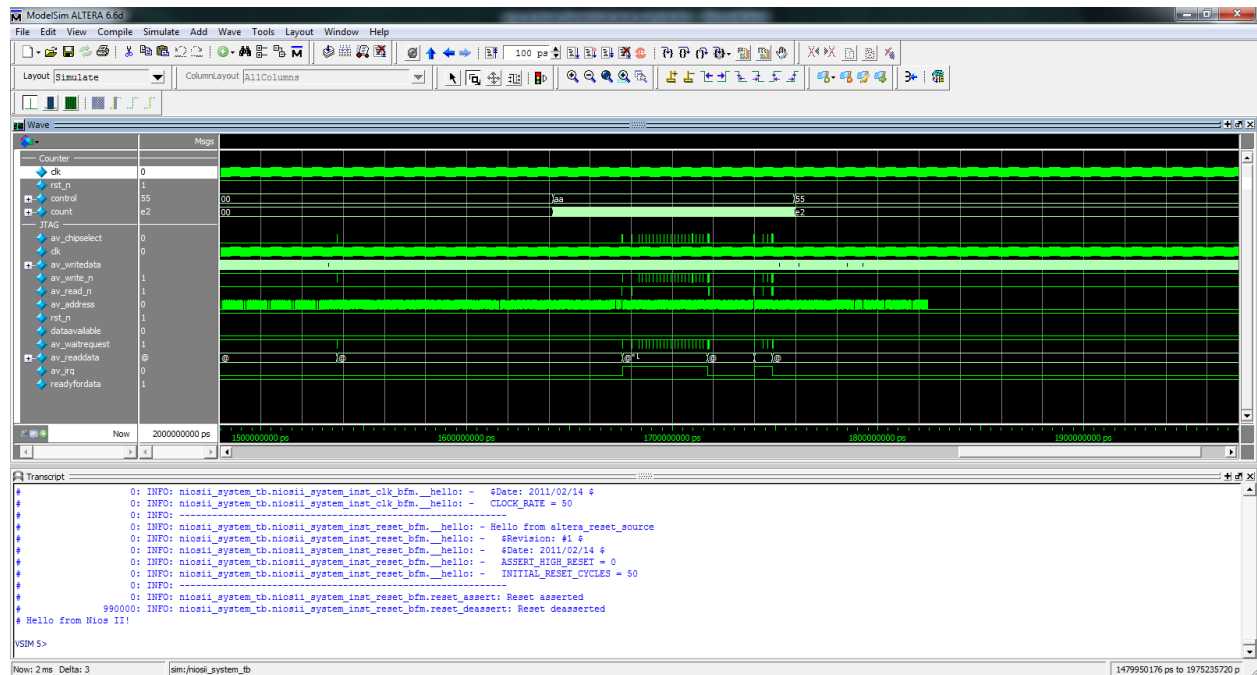 ModelSim ALTERA 6.6d
File Edit View Compile Simulate Add Wave Tools Layout Window Help
100 ps
Layout Simulate ColumnLayout AllColumns
Wave
Msgs
Counter
clk 0
rst_n 1
control 55 00 aa 55
count e2 00 e2
JTAG
av_chipselect 0
clk 0
av_writedata
av_write_n 1
av_read_n 1
av_address 0
rst_n 1
dataavailable 0
av_waitrequest 1
av_readdata @ @ @ @ @ @
av_irq 0
readyfordata 1
Now 2000000000 ps 1500000000 ps 1600000000 ps 1700000000 ps 1800000000 ps 1900000000 ps
Transcript
# 0: INFO: niosii_system_tb.niosii_system_inst_clk_bfm.__hello: - $Date: 2011/02/14 $
# 0: INFO: niosii_system_tb.niosii_system_inst_clk_bfm.__hello: - CLOCK_RATE = 50
# 0: INFO: ------------------------------------------------------------
# 0: INFO: niosii_system_tb.niosii_system_inst_reset_bfm.__hello: - Hello from altera_reset_source
# 0: INFO: niosii_system_tb.niosii_system_inst_reset_bfm.__hello: - $Revision: #1 $
# 0: INFO: niosii_system_tb.niosii_system_inst_reset_bfm.__hello: - $Date: 2011/02/14 $
# 0: INFO: niosii_system_tb.niosii_system_inst_reset_bfm.__hello: - ASSERT_HIGH_RESET = 0
# 0: INFO: niosii_system_tb.niosii_system_inst_reset_bfm.__hello: - INITIAL_RESET_CYCLES = 50
# 0: INFO: ------------------------------------------------------------
# 0: INFO: niosii_system_tb.niosii_system_inst_reset_bfm.reset_assert: Reset asserted
# 990000: INFO: niosii_system_tb.niosii_system_inst_reset_bfm.reset_deassert: Reset deasserted
# Hello from Nios II!
VSIM 5>
Now: 2 ms Delta: 3 sim:/niosii_system_tb 1479950176 ps to 1975235720 p